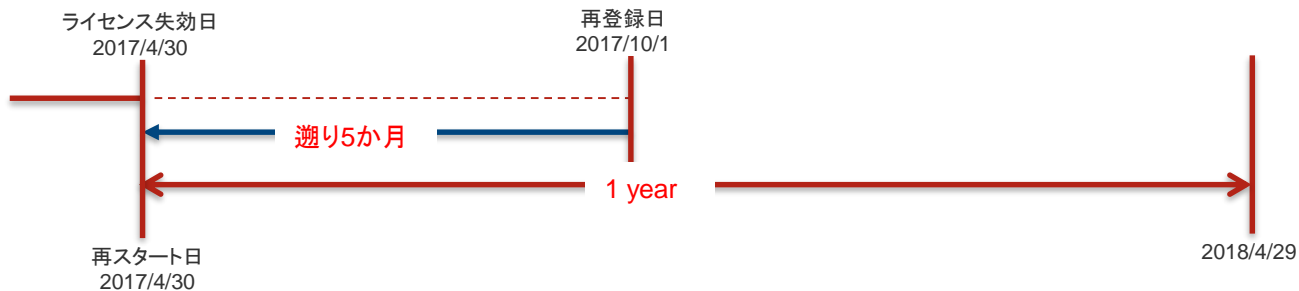 ライセンス失効日
2017/4/30
再登録日
2017/10/1
遡り5か月
1 year
再スタート日
2017/4/30
2018/4/29